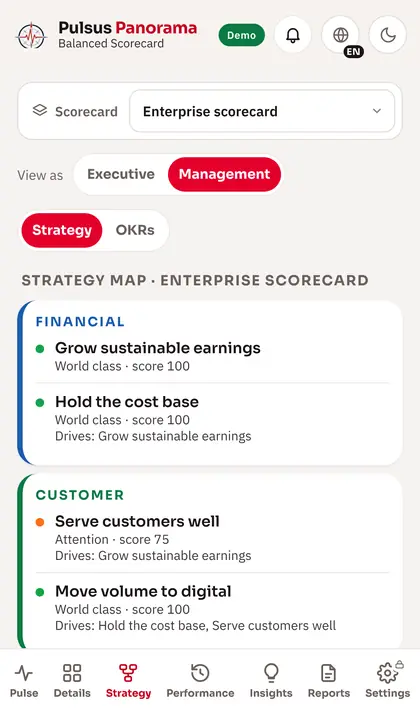 Pulsus Panorama
Balanced Scorecard
Demo
EN
Scorecard
Enterprise scorecard
View as
Executive
Management
Strategy
OKRs
STRATEGY MAP · ENTERPRISE SCORECARD
FINANCIAL
Grow sustainable earnings
World class · score 100
Hold the cost base
World class · score 100
Drives: Grow sustainable earnings
CUSTOMER
Serve customers well
Attention · score 75
Drives: Grow sustainable earnings
Move volume to digital
World class · score 100
Drives: Hold the cost base, Serve customers well
Pulse
Details
Strategy
Performance
Insights
Reports
Settings